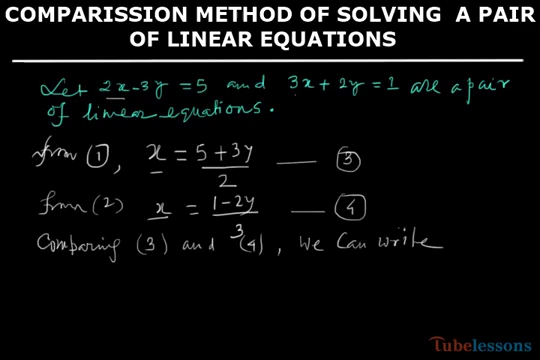 COMPARISSION METHOD OF SOLVING A PAIR
OF LINEAR EQUATIONS
Let 2x - 3y = 5 and 3x + 2y = 1 are a pair
of linear equations.
from ①, x = (5 + 3y)/2 —— ③
from (2) x = (1 - 2y)/3 —— ④
Comparing (3) and (4), we can write
Tubelessons